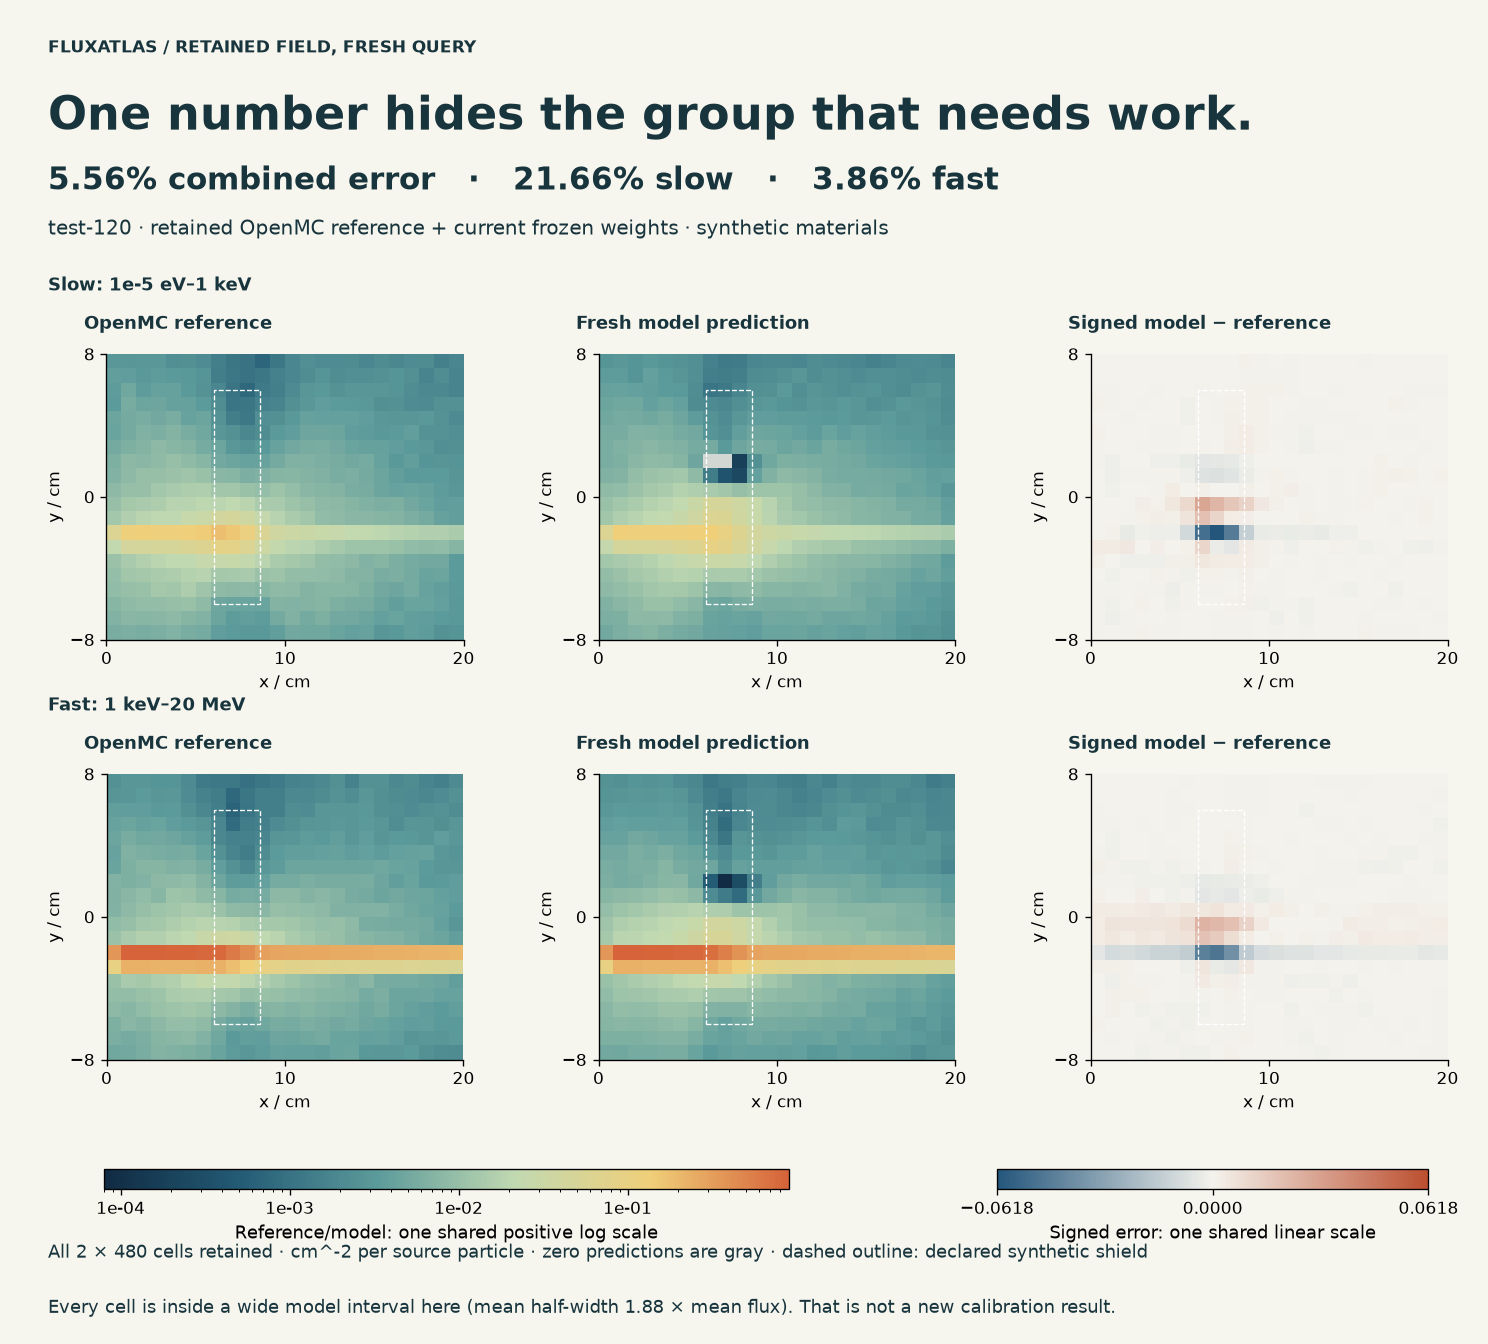 FLUXATLAS / RETAINED FIELD, FRESH QUERY
One number hides the group that needs work.
5.56% combined error · 21.66% slow · 3.86% fast
test-120 · retained OpenMC reference + current frozen weights · synthetic materials
Slow: 1e-5 eV–1 keV
OpenMC reference
8
0
−8
y / cm
0
10
20
x / cm
Fresh model prediction
8
0
−8
y / cm
0
10
20
x / cm
Signed model − reference
8
0
−8
y / cm
0
10
20
x / cm
Fast: 1 keV–20 MeV
OpenMC reference
8
0
−8
y / cm
0
10
20
x / cm
Fresh model prediction
8
0
−8
y / cm
0
10
20
x / cm
Signed model − reference
8
0
−8
y / cm
0
10
20
x / cm
1e-04
1e-03
1e-02
1e-01
Reference/model: one shared positive log scale
−0.0618
0.0000
0.0618
Signed error: one shared linear scale
All 2 × 480 cells retained · cm^-2 per source particle · zero predictions are gray · dashed outline: declared synthetic shield
Every cell is inside a wide model interval here (mean half-width 1.88 × mean flux). That is not a new calibration result.